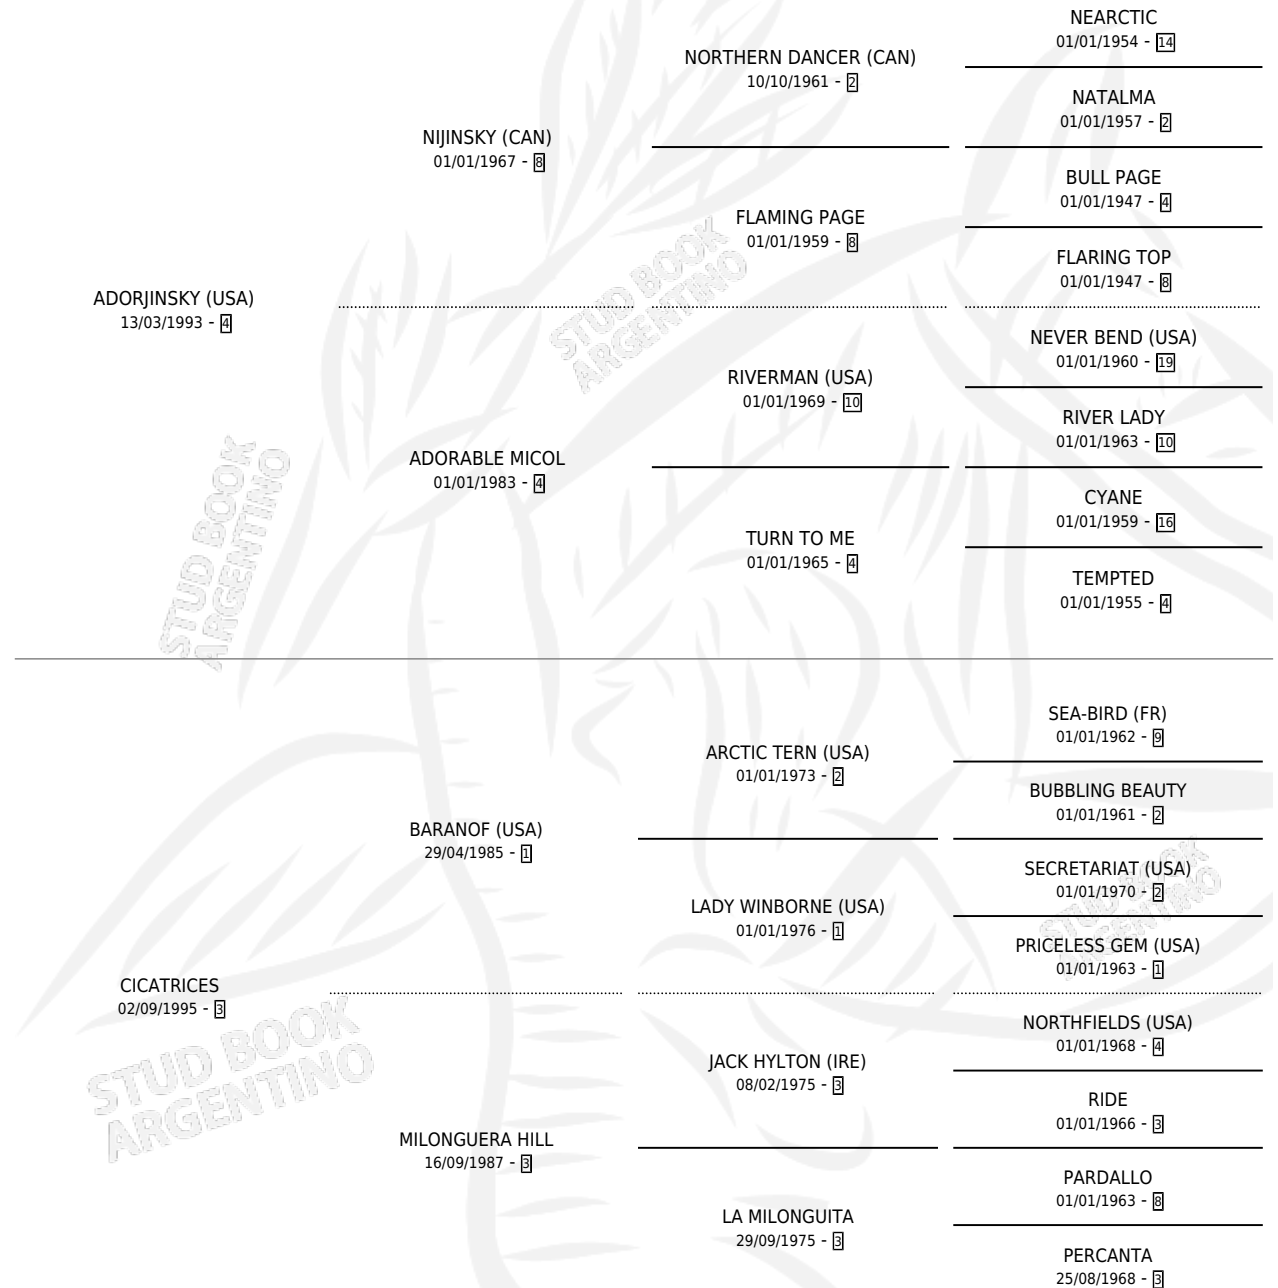 NEARCTIC
01/01/1954 - 14
NORTHERN DANCER (CAN)
10/10/1961 - 2
NATALMA
01/01/1957 - 2
NIJINSKY (CAN)
01/01/1967 - 8
BULL PAGE
01/01/1947 - 4
FLAMING PAGE
01/01/1959 - 8
FLARING TOP
01/01/1947 - 8
ADORJINSKY (USA)
13/03/1993 - 4
NEVER BEND (USA)
01/01/1960 - 19
RIVERMAN (USA)
01/01/1969 - 10
RIVER LADY
01/01/1963 - 10
ADORABLE MICOL
01/01/1983 - 4
CYANE
01/01/1959 - 16
TURN TO ME
01/01/1965 - 4
TEMPTED
01/01/1955 - 4
SEA-BIRD (FR)
01/01/1962 - 9
ARCTIC TERN (USA)
01/01/1973 - 2
BUBBLING BEAUTY
01/01/1961 - 2
BARANOF (USA)
29/04/1985 - 1
SECRETARIAT (USA)
01/01/1970 - 2
LADY WINBORNE (USA)
01/01/1976 - 1
PRICELESS GEM (USA)
01/01/1963 - 1
CICATRICES
02/09/1995 - 3
NORTHFIELDS (USA)
01/01/1968 - 4
JACK HYLTON (IRE)
08/02/1975 - 3
RIDE
01/01/1966 - 3
MILONGUERA HILL
16/09/1987 - 3
PARDALLO
01/01/1963 - 8
LA MILONGUITA
29/09/1975 - 3
PERCANTA
25/08/1968 - 3
STUD BOOK
ARGENTINO
STUD BOOK
ARGENTINO
STUD BOOK
ARGENTINO
STUD BOOK
ARGENTINO